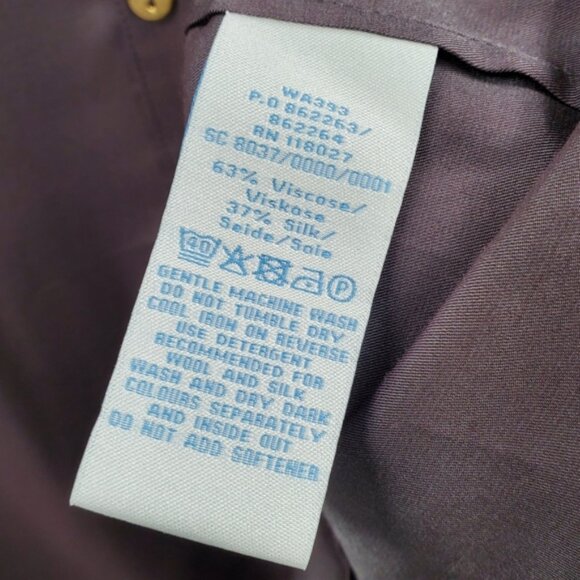 WA393
P.O 862263/
862264
RN 118027
SC 8037/0000/0001
63% Viscose/
Viskose
37% Silk/
Seide/Soie
40 P
GENTLE MACHINE WASH
DO NOT TUMBLE DRY
COOL IRON ON REVERSE
USE DETERGENT
RECOMMENDED FOR
WOOL AND SILK
WASH AND DRY DARK
COLOURS SEPARATELY
AND INSIDE OUT
DO NOT ADD SOFTENER